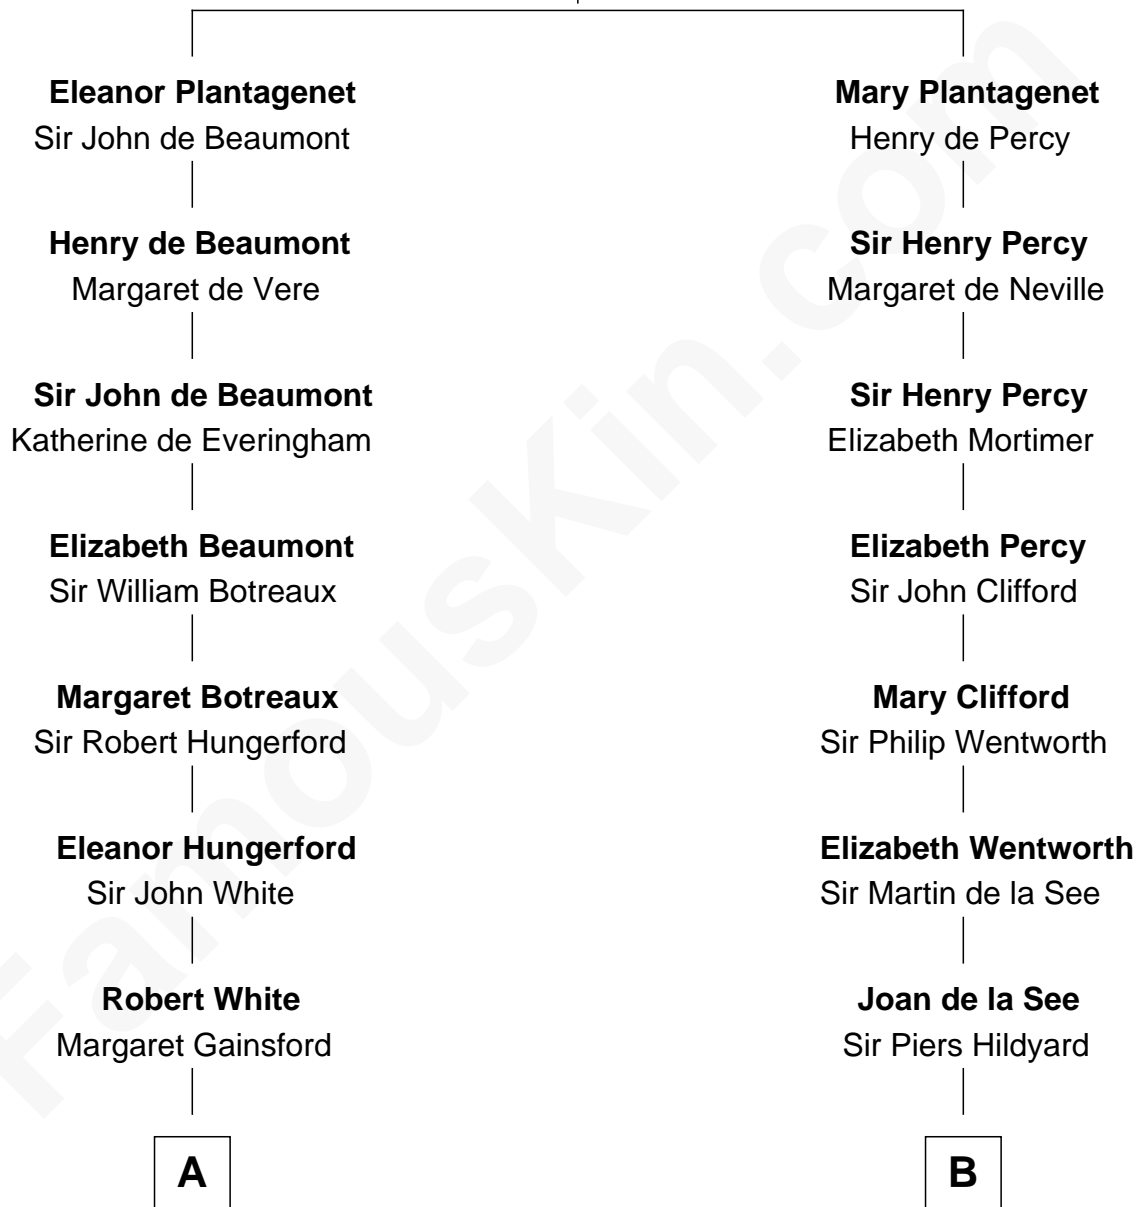 Eleanor Plantagenet
Sir John de Beaumont
Henry de Beaumont
Margaret de Vere
Sir John de Beaumont
Katherine de Everingham
Elizabeth Beaumont
Sir William Botreaux
Margaret Botreaux
Sir Robert Hungerford
Eleanor Hungerford
Sir John White
Robert White
Margaret Gainsford
A
Mary Plantagenet
Henry de Percy
Sir Henry Percy
Margaret de Neville
Sir Henry Percy
Elizabeth Mortimer
Elizabeth Percy
Sir John Clifford
Mary Clifford
Sir Philip Wentworth
Elizabeth Wentworth
Sir Martin de la See
Joan de la See
Sir Piers Hildyard
B
FamousKin.com